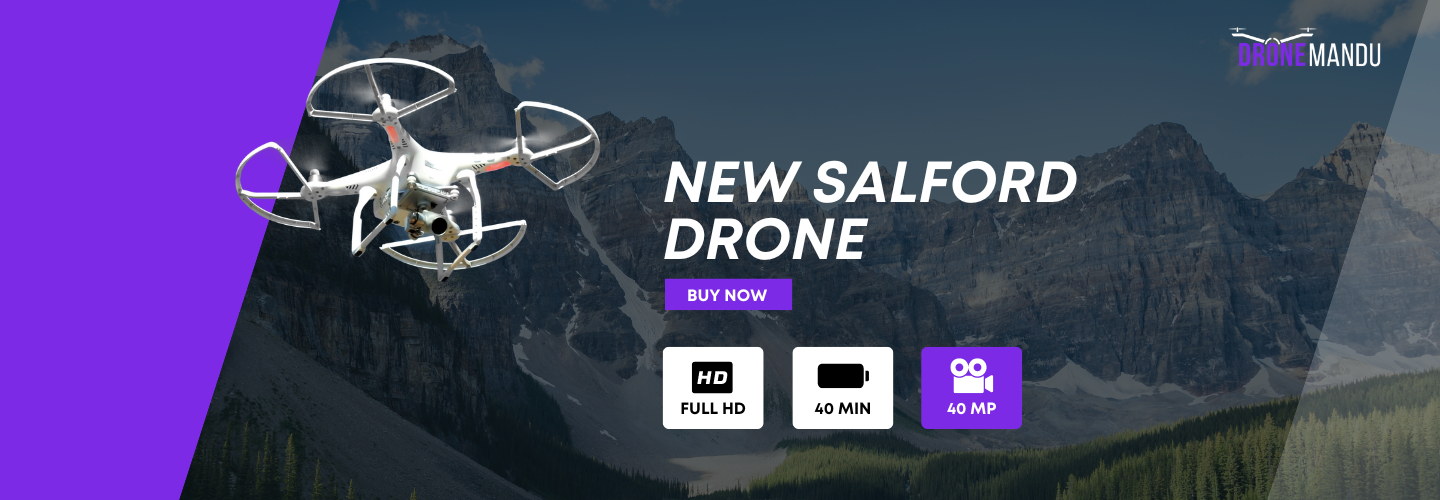 DRONEMANDU
NEW SALFORD
DRONE
BUY NOW
HD
FULL HD
40 MIN
40 MP